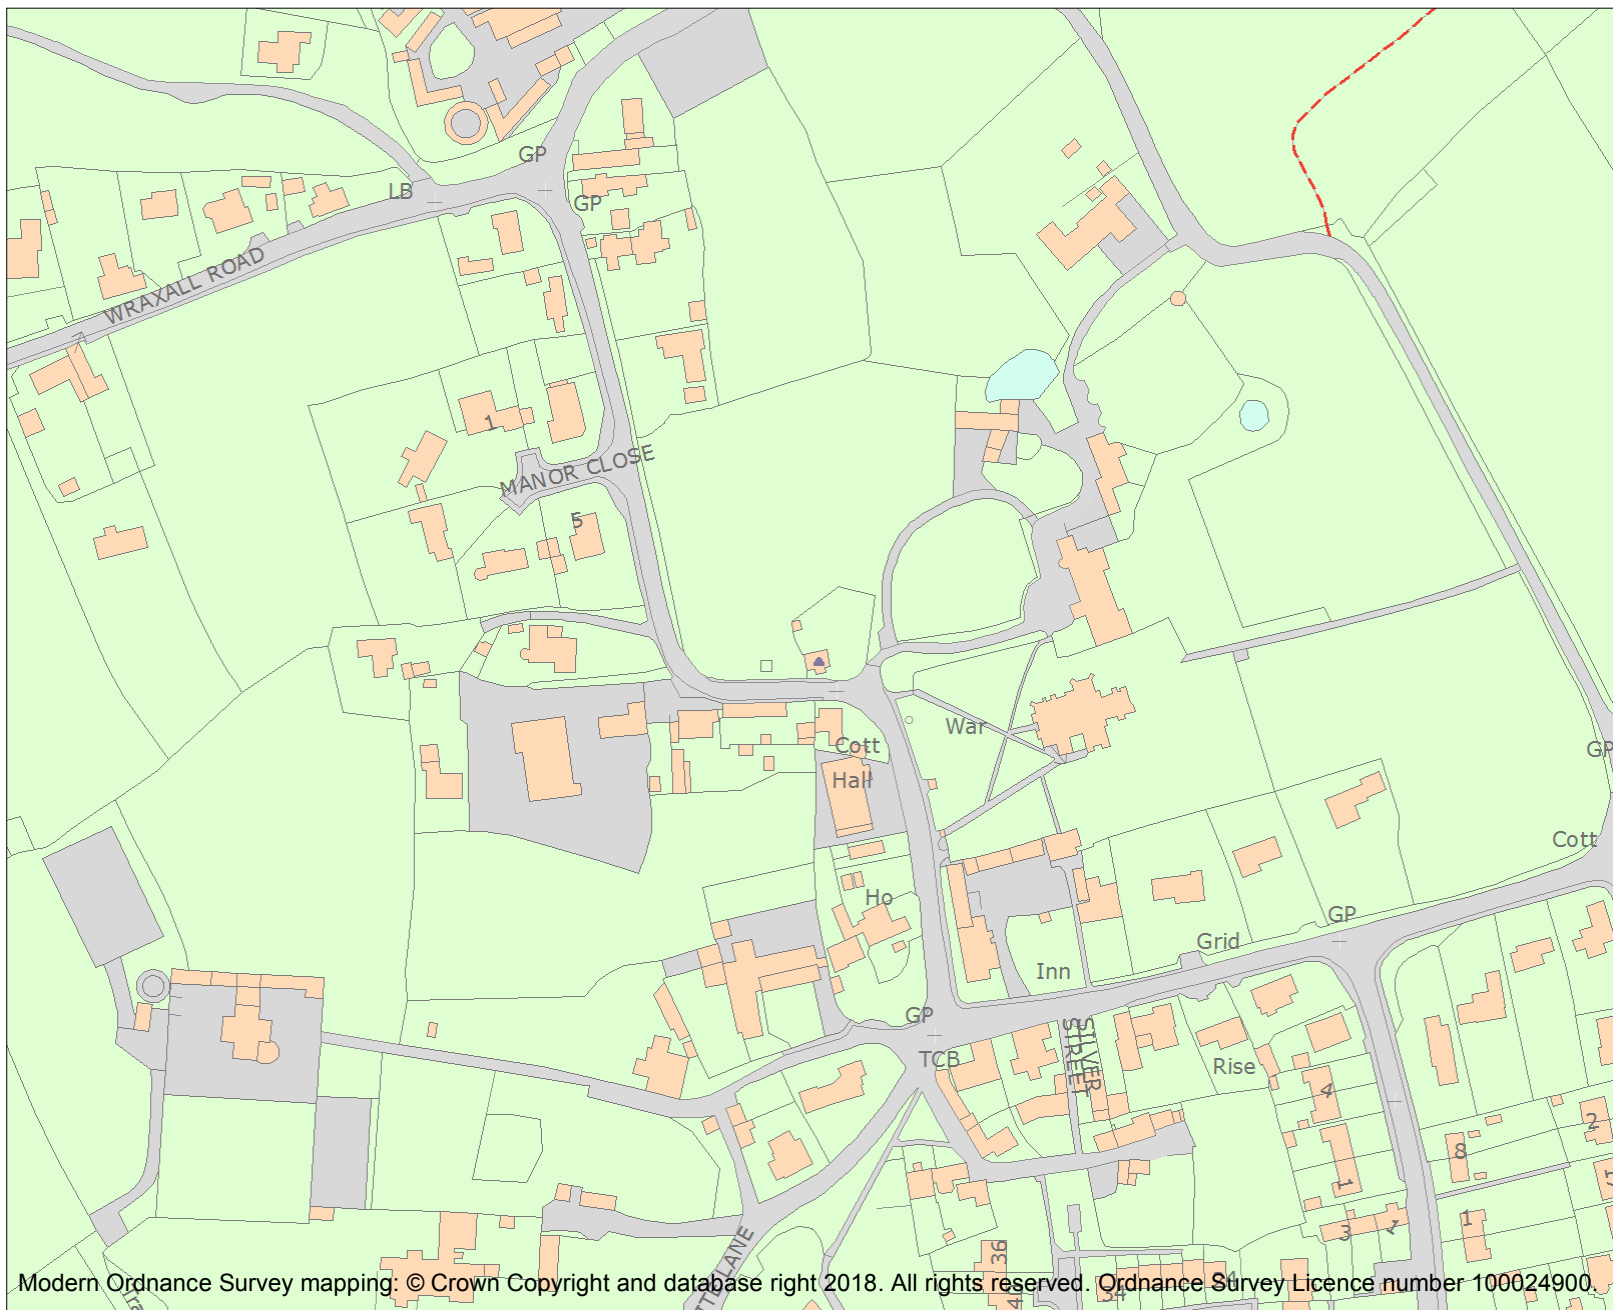 GP
LB
GP
WRAXALL ROAD
1
MANOR CLOSE
5
War
Cott
GP
Hall
Cott
Ho
GP
Grid
Inn
GP
TCB
SILVER
STREET
Rise
4
2
8
1
1
3
1
36
34
Modern Ordnance Survey mapping: © Crown Copyright and database right 2018. All rights reserved. Ordnance Survey Licence number 100024900.